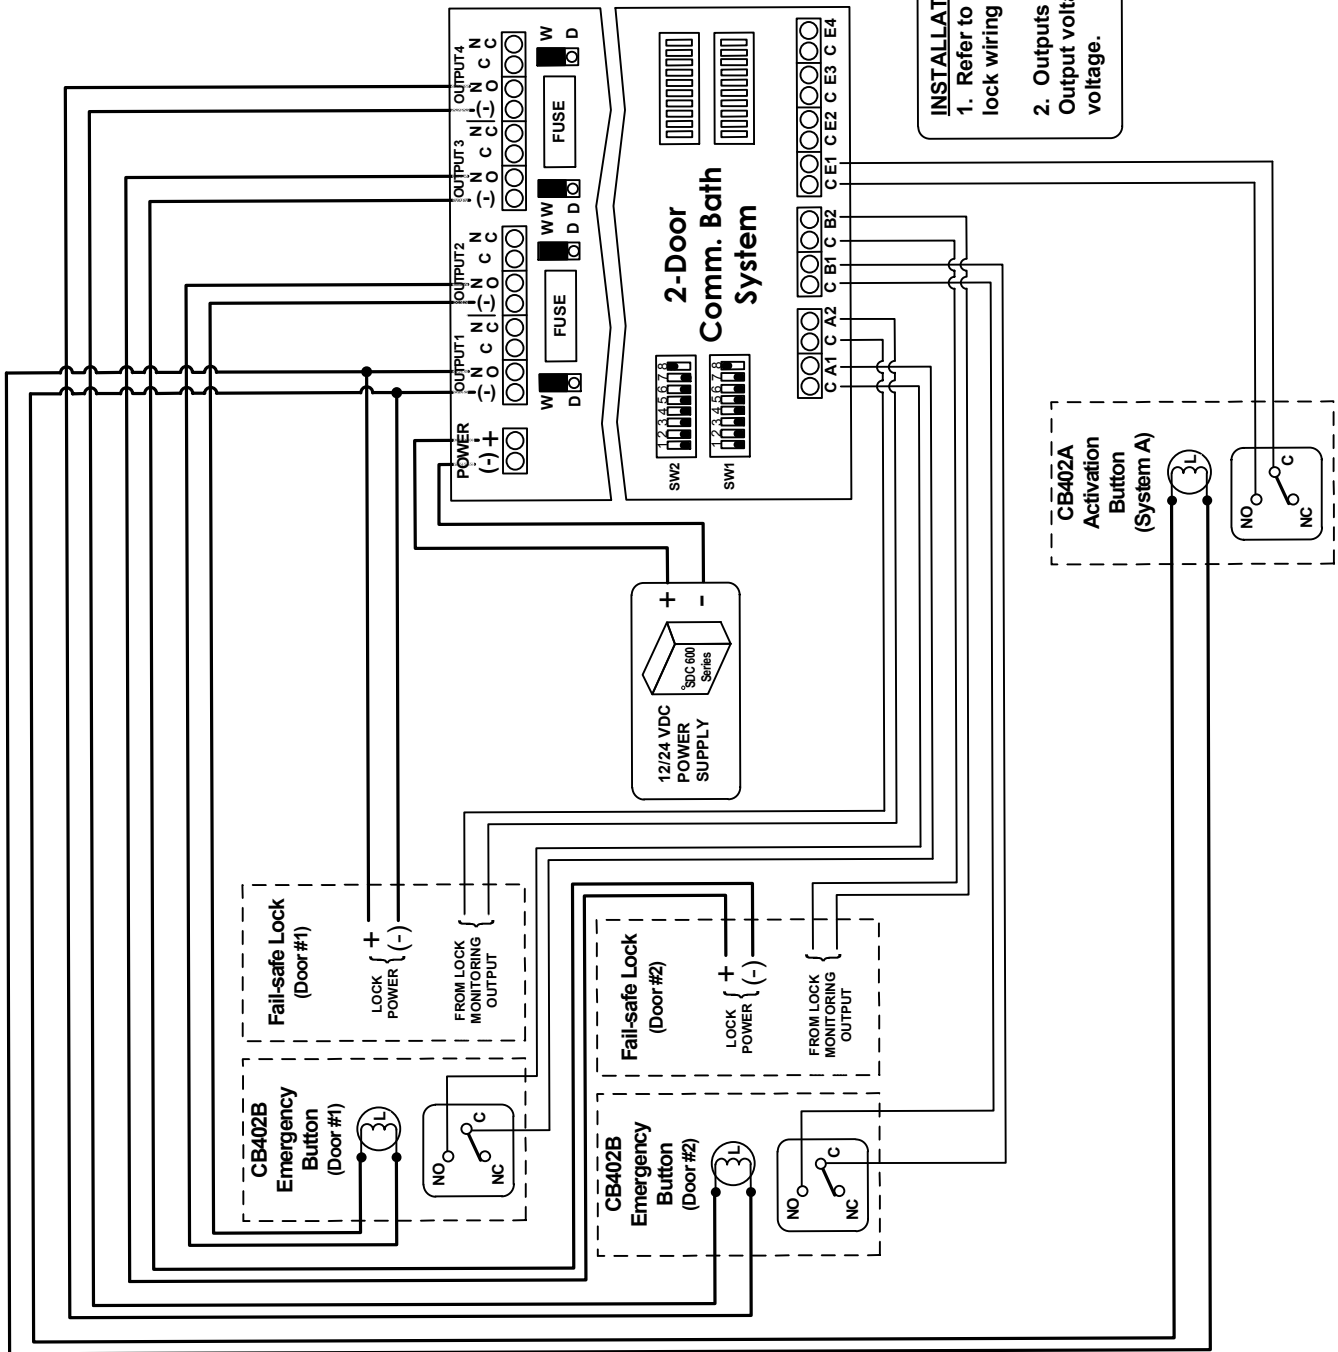 INSTALLAT
1. Refer to
lock wiring
2. Outputs
Output volta
voltage.
OUTPUT4
N C
C
N O
(-)
OUTPUT3
N C
C
N O
(-)
OUTPUT2
N C
C
N O
(-)
OUTPUT1
N C
C
N O
(-)
POWER
(-) +
W D
FUSE
W D
W D
FUSE
W D
2-Door
Comm. Bath
System
1 2 3 4 5 6 7 8
SW2
1 2 3 4 5 6 7 8
SW1
C A1 C A2
C B1 C B2
C E1 C E2 C E3 C E4
12/24 VDC
POWER
SUPPLY
SDC 600
Series
+
-
Fail-safe Lock
(Door #1)
LOCK
POWER
{ + (-)
FROM LOCK
MONITORING
OUTPUT
{
CB402B
Emergency
Button
(Door #1)
L
NO
C
NC
Fail-safe Lock
(Door #2)
LOCK
POWER
{ + (-)
FROM LOCK
MONITORING
OUTPUT
{
CB402B
Emergency
Button
(Door #2)
L
NO
C
NC
CB402A
Activation
Button
(System A)
L
NO
C
NC